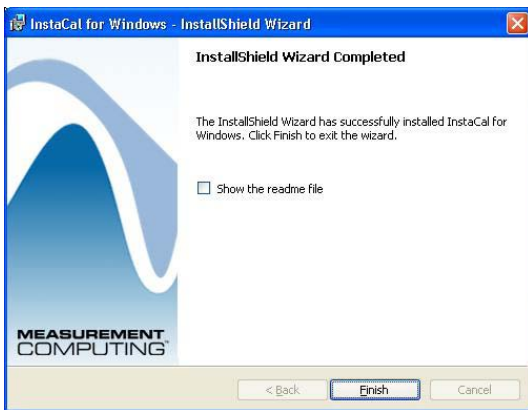 InstaCal for Windows - InstallShield Wizard
InstallShield Wizard Completed
The InstallShield Wizard has successfully installed InstaCal for
Windows. Click Finish to exit the wizard.
Show the readme file
MEASUREMENT
COMPUTING™
< Back
Finish
Cancel